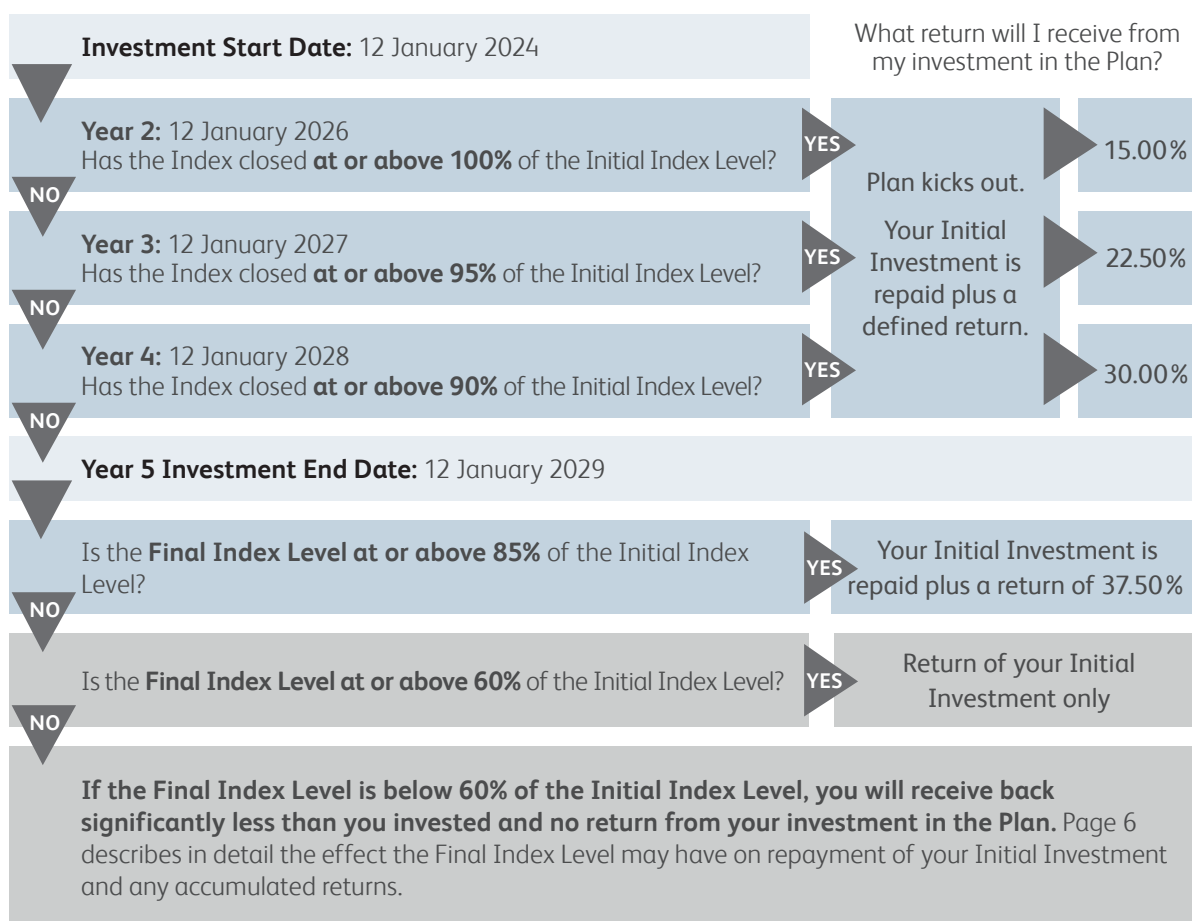 Investment Start Date: 12 January 2024
What return will I receive from
my investment in the Plan?
Year 2: 12 January 2026
Has the Index closed at or above 100% of the Initial Index Level?
YES
NO
Year 3: 12 January 2027
Has the Index closed at or above 95% of the Initial Index Level?
YES
NO
Year 4: 12 January 2028
Has the Index closed at or above 90% of the Initial Index Level?
YES
NO
Plan kicks out.
Your Initial
Investment is
repaid plus a
defined return.
15.00%
22.50%
30.00%
Year 5 Investment End Date: 12 January 2029
Is the Final Index Level at or above 85% of the Initial Index
Level?
YES
Your Initial Investment is
repaid plus a return of 37.50%
NO
Is the Final Index Level at or above 60% of the Initial Index Level?
YES
Return of your Initial
Investment only
NO
If the Final Index Level is below 60% of the Initial Index Level, you will receive back
significantly less than you invested and no return from your investment in the Plan. Page 6
describes in detail the effect the Final Index Level may have on repayment of your Initial Investment
and any accumulated returns.